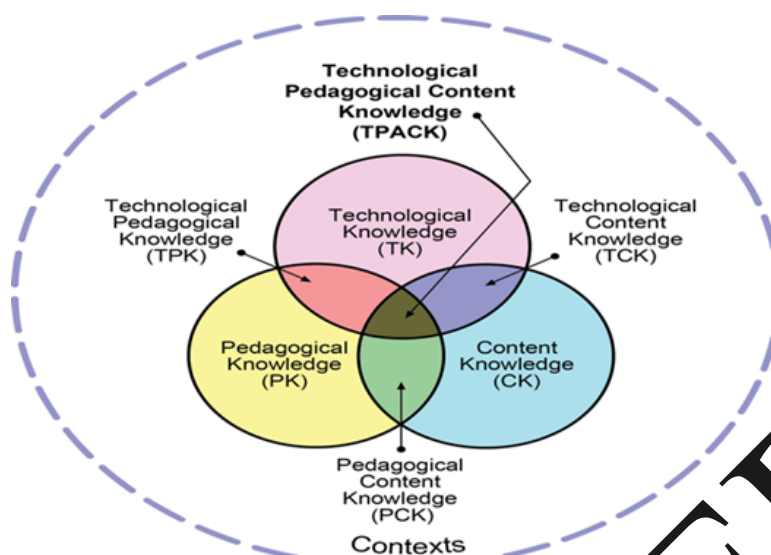 Technological
Pedagogical Content
Knowledge
(TPACK)
Technological
Pedagogical
Knowledge
(TPK)
Technological
Knowledge
(TK)
Technological
Content
Knowledge
(TCK)
Pedagogical
Knowledge
(PK)
Content
Knowledge
(CK)
Pedagogical
Content
Knowledge
(PCK)
Contexts